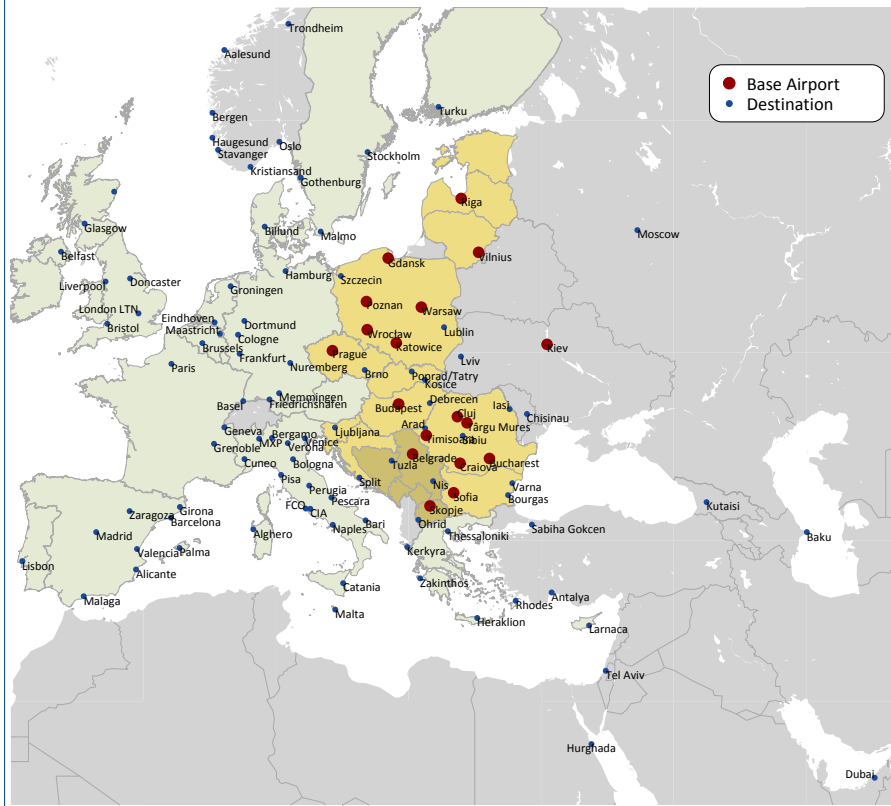 Trondheim
Aalesund
Base Airport
Destination
Bergen
Turku
Haugesund
Stavanger
Oslo
Stockholm
Kristiansand
Gothenburg
Riga
Glasgow
Billund
Malmo
Moscow
Belfast
Gdansk
Vilnius
Hamburg
Szczecin
Liverpool
Doncaster
Groningen
Poznan
Warsaw
London LTN
Eindhoven
Dortmund
Bristol
Maastricht
Cologne
Wrocław
Lublin
Brussels
Katowice
Kiev
Frankfurt
Prague
Paris
Nuremberg
Brno
Poprad/Tatry
Lviv
Košice
Memmingen
Basel
Friedrichshafen
Budapest
Debrecen
Iasi
Cluj
Chisinau
Geneva
Bergamo
Ljubljana
Arad
Târgu Mures
Grenoble
MXP
Verona
Venice
Timisoara
Sibiu
Cuneo
Bologna
Tuzla
Belgrade
Craiova
Bucharest
Pisa
Split
Nis
Varna
Perugia
Sofia
Bourgas
Pescara
Girona
FCO
CIA
Skopje
Kutaisi
Zaragoza
Barcelona
Bari
Ohrid
Sabiha Gokcen
Madrid
Alghero
Naples
Thessaloniki
Baku
Valencia
Palma
Kerkyra
Lisbon
Alicante
Catania
Zakinthos
Malaga
Malta
Rhodes
Antalya
Heraklion
Larnaca
Tel Aviv
Hurghada
Dubai